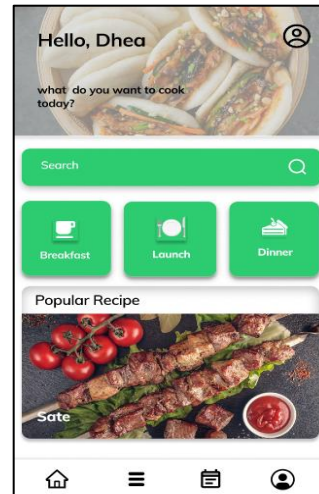 Hello, Dhea
what do you want to cook
today?
Search
Breakfast
Launch
Dinner
Popular Recipe
Sate